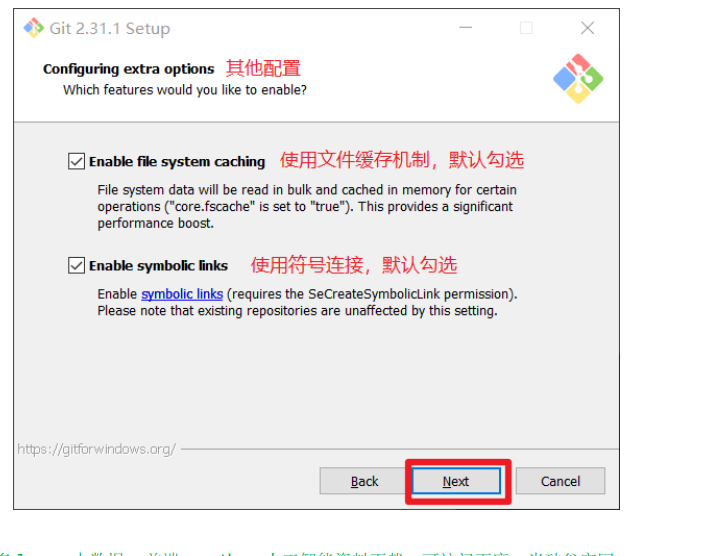 Git 2.31.1 Setup
Configuring extra options 其他配置
Which features would you like to enable?
Enable file system caching 使用文件缓存机制，默认勾选
File system data will be read in bulk and cached in memory for certain
operations ("core.fscache" is set to "true"). This provides a significant
performance boost.
Enable symbolic links 使用符号连接，默认勾选
Enable symbolic links (requires the SeCreateSymbolicLink permission).
Please note that existing repositories are unaffected by this setting.
https://gitforwindows.org/
Back Next Cancel